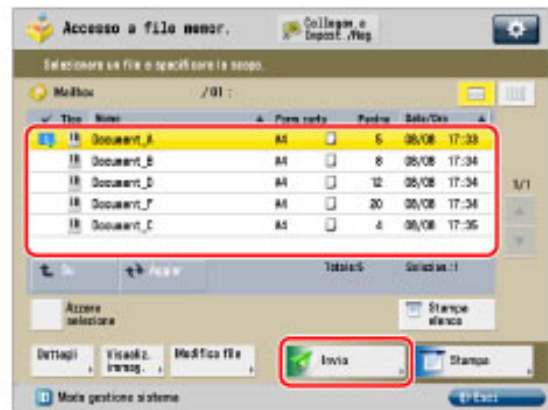 Accesso a file memor.
Collegam. e Impost./Reg
Selezionare un file e specificare lo scopo.
Mailbox /01 :
Tipo Nome Form carta Pagine Data/Ora
1 Document_A A4 5 08/08 17:33
Document_B A4 8 08/08 17:34
Document_D A4 12 08/08 17:34
Document_F A4 20 08/08 17:34
Document_C A4 4 08/08 17:35
1/1
Su Aggior
Totale:5 Selezion.:1
Azzera selezione
Stampa elenco
Dettagli
Visualiz. immag.
Modifica file
Invia
Stampa
Modo gestione sistema
Esci